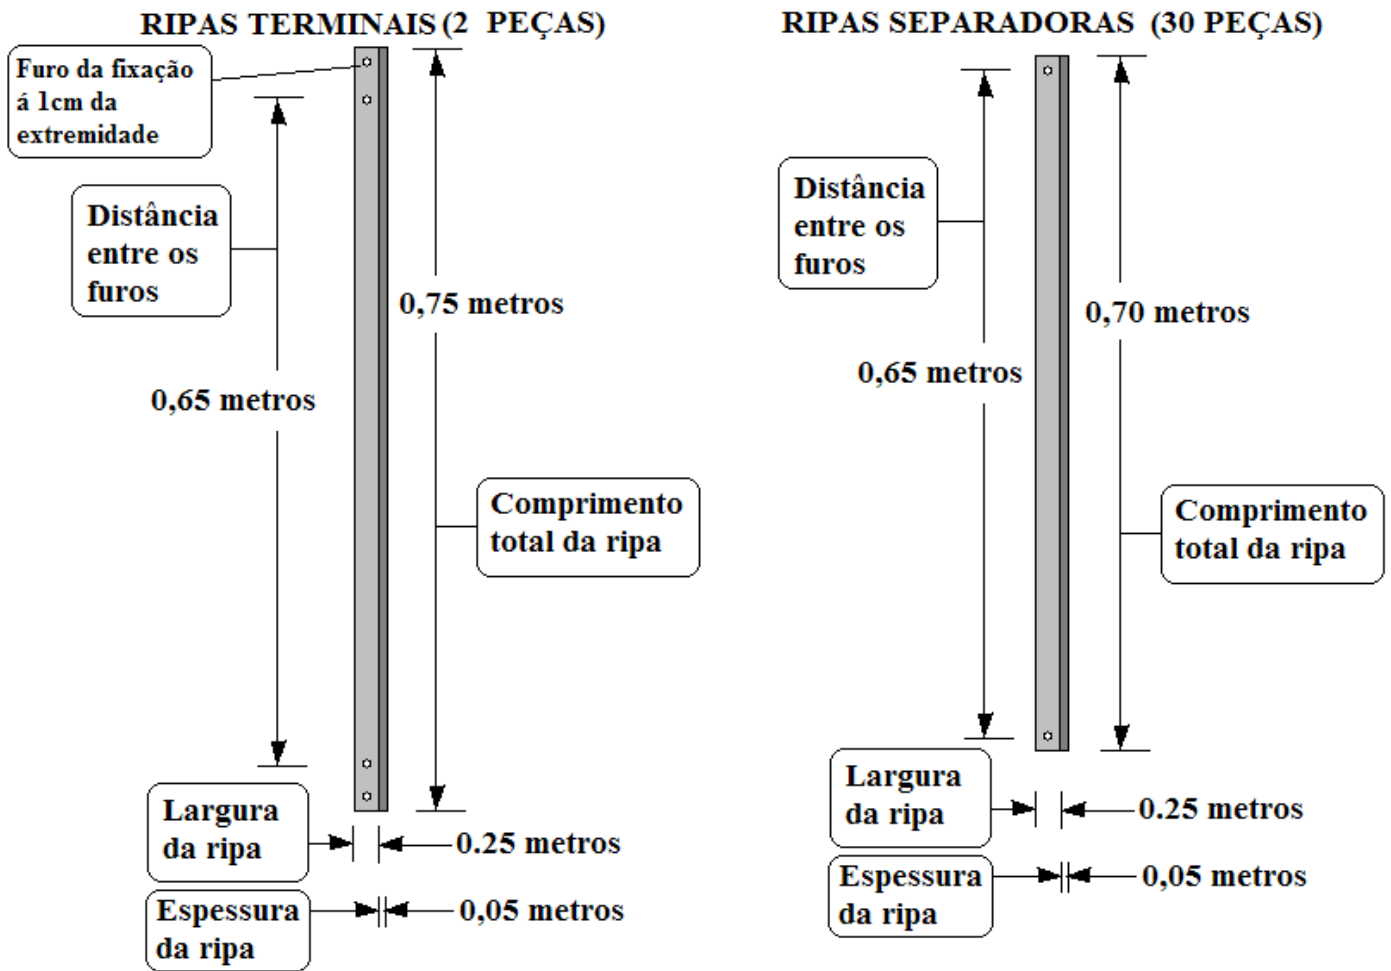 RIPAS TERMINAIS (2 PEÇAS)
Furo da fixação
á 1cm da
extremidade
Distância
entre os
furos
0,75 metros
0,65 metros
Comprimento
total da ripa
Largura
da ripa
0.25 metros
Espessura
da ripa
0,05 metros
RIPAS SEPARADORAS (30 PEÇAS)
Distância
entre os
furos
0,70 metros
0,65 metros
Comprimento
total da ripa
Largura
da ripa
0.25 metros
Espessura
da ripa
0,05 metros